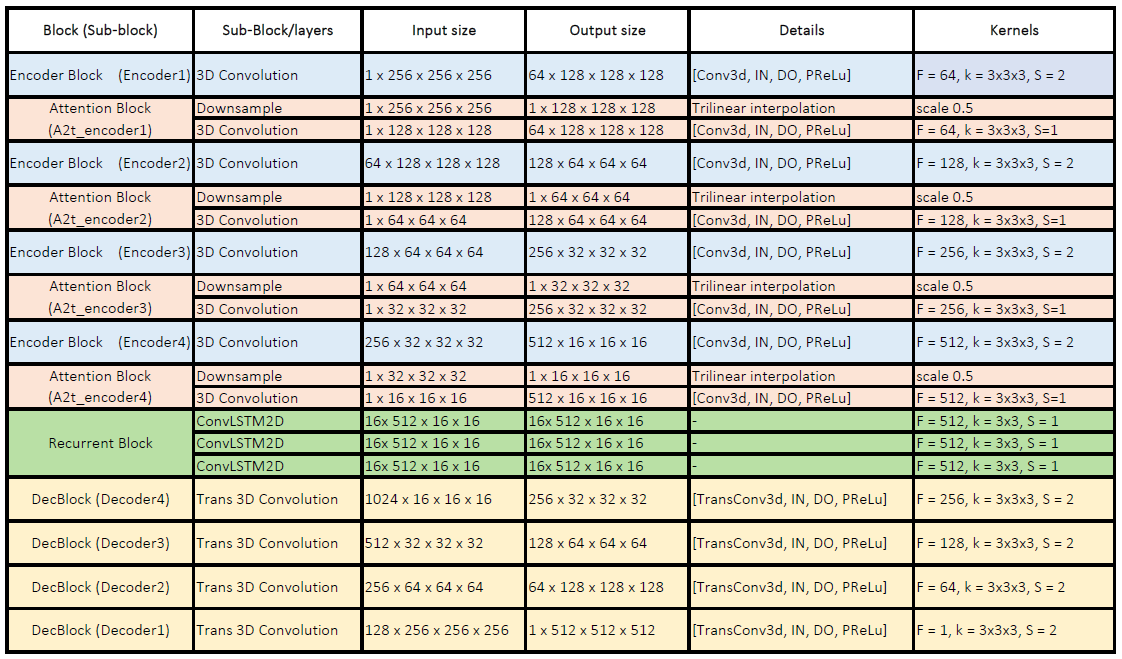 Block (Sub-block) Sub-Block/layers Input size Output size Details Kernels
Encoder Block (Encoder1) 3D Convolution 1 x 256 x 256 x 256 64 x 128 x 128 x 128 [Conv3d, IN, DO, PReLu] F = 64, k = 3x3x3, S = 2
Attention Block Downsample 1 x 256 x 256 x 256 1 x 128 x 128 x 128 Trilinear interpolation scale 0.5
(A2t_encoder1) 3D Convolution 1 x 128 x 128 x 128 64 x 128 x 128 x 128 [Conv3d, IN, DO, PReLu] F = 64, k = 3x3x3, S=1
Encoder Block (Encoder2) 3D Convolution 64 x 128 x 128 x 128 128 x 64 x 64 x 64 [Conv3d, IN, DO, PReLu] F = 128, k = 3x3x3, S = 2
Attention Block Downsample 1 x 128 x 128 x 128 1 x 64 x 64 x 64 Trilinear interpolation scale 0.5
(A2t_encoder2) 3D Convolution 1 x 64 x 64 x 64 128 x 64 x 64 x 64 [Conv3d, IN, DO, PReLu] F = 128, k = 3x3x3, S=1
Encoder Block (Encoder3) 3D Convolution 128 x 64 x 64 x 64 256 x 32 x 32 x 32 [Conv3d, IN, DO, PReLu] F = 256, k = 3x3x3, S = 2
Attention Block Downsample 1 x 64 x 64 x 64 1 x 32 x 32 x 32 Trilinear interpolation scale 0.5
(A2t_encoder3) 3D Convolution 1 x 32 x 32 x 32 256 x 32 x 32 x 32 [Conv3d, IN, DO, PReLu] F = 256, k = 3x3x3, S=1
Encoder Block (Encoder4) 3D Convolution 256 x 32 x 32 x 32 512 x 16 x 16 x 16 [Conv3d, IN, DO, PReLu] F = 512, k = 3x3x3, S = 2
Attention Block Downsample 1 x 32 x 32 x 32 1 x 16 x 16 x 16 Trilinear interpolation scale 0.5
(A2t_encoder4) 3D Convolution 1 x 16 x 16 x 16 512 x 16 x 16 x 16 [Conv3d, IN, DO, PReLu] F = 512, k = 3x3x3, S=1
ConvLSTM2D 16x 512 x 16 x 16 16x 512 x 16 x 16 - F = 512, k = 3x3, S = 1
Recurrent Block ConvLSTM2D 16x 512 x 16 x 16 16x 512 x 16 x 16 - F = 512, k = 3x3, S = 1
ConvLSTM2D 16x 512 x 16 x 16 16x 512 x 16 x 16 - F = 512, k = 3x3, S = 1
DecBlock (Decoder4) Trans 3D Convolution 1024 x 16 x 16 x 16 256 x 32 x 32 x 32 [TransConv3d, IN, DO, PReLu] F = 256, k = 3x3x3, S = 2
DecBlock (Decoder3) Trans 3D Convolution 512 x 32 x 32 x 32 128 x 64 x 64 x 64 [TransConv3d, IN, DO, PReLu] F = 128, k = 3x3x3, S = 2
DecBlock (Decoder2) Trans 3D Convolution 256 x 64 x 64 x 64 64 x 128 x 128 x 128 [TransConv3d, IN, DO, PReLu] F = 64, k = 3x3x3, S = 2
DecBlock (Decoder1) Trans 3D Convolution 128 x 256 x 256 x 256 1 x 512 x 512 x 512 [TransConv3d, IN, DO, PReLu] F = 1, k = 3x3x3, S = 2